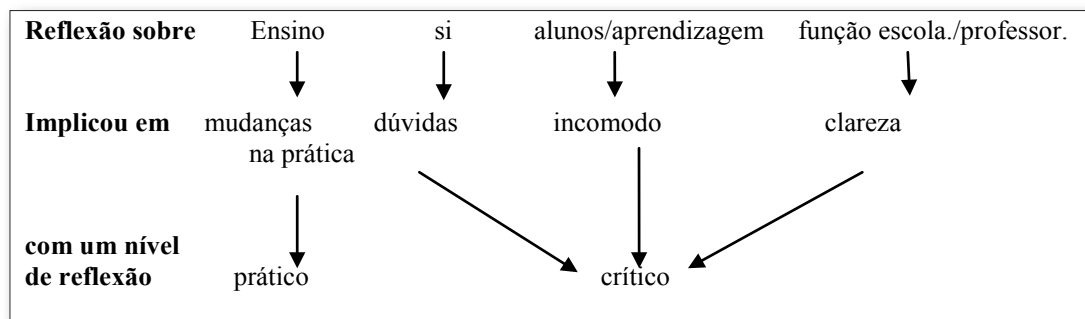 Reflexão sobre Ensino si alunos/aprendizagem função escola./professor.
Implicou em mudanças dúvidas incomodo clareza
na prática
com um nível
de reflexão prático crítico